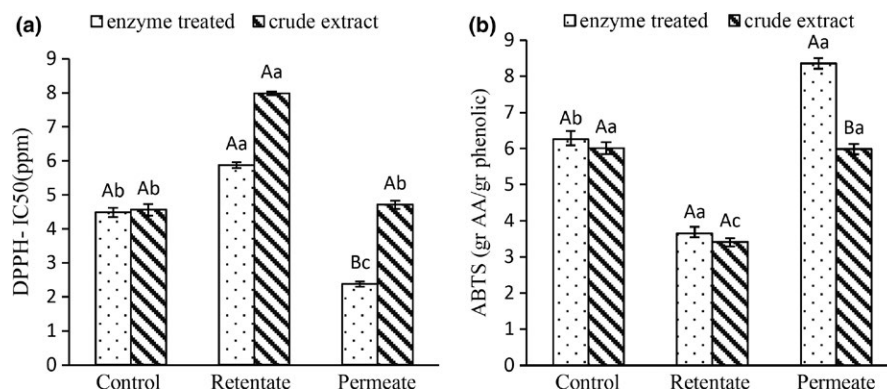 (a)
enzyme treated crude extract
DPPH- IC50(ppm)
9
8
7
6
5
4
3
2
1
0
Ab Ab
Aa Aa
Bc Ab
Control Retentate Permeate
(b)
enzyme treated crude extract
ABTS (gr AA/gr phenolic)
9
8
7
6
5
4
3
2
1
0
Ab Aa
Aa Ac
Aa Ba
Control Retentate Permeate